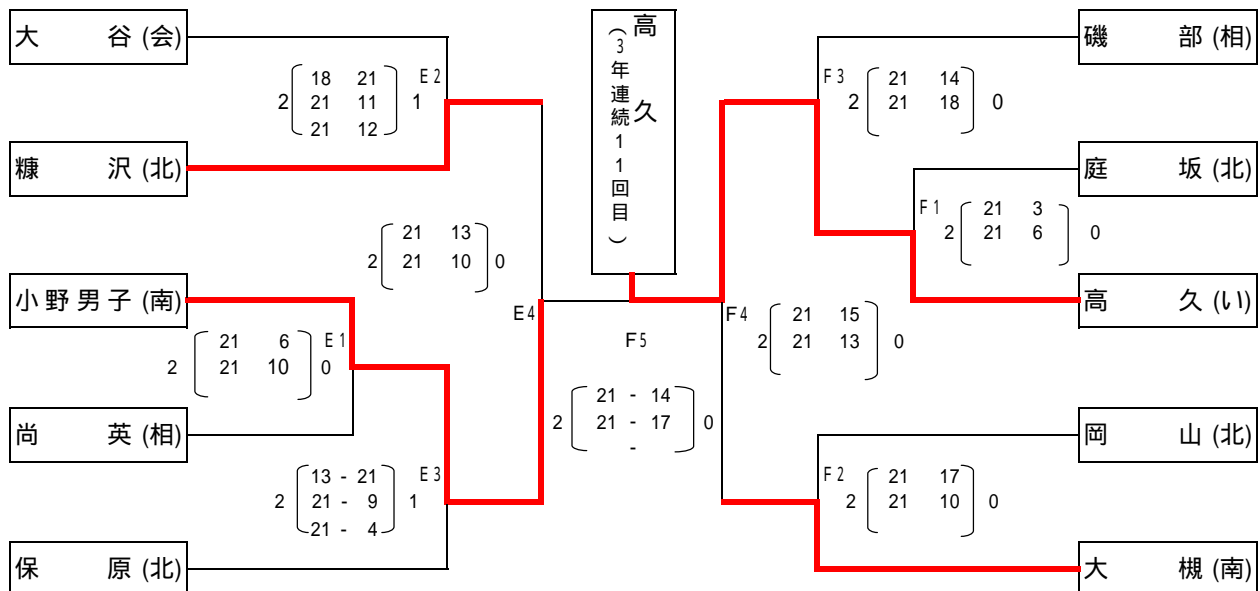 大 谷 (会)
18 21 E2
2 21 11 1
21 12
糠 沢 (北)
21 13
2 21 10 0
小野男子 (南)
21 6 E1
2 21 10 0
尚 英 (相)
13 - 21 E3
2 21 - 9 1
21 - 4
保 原 (北)
E4
高久
(3年連続11回目)
F5
21 - 14
2 21 - 17 0
-
磯 部 (相)
F3 21 14
2 21 18 0
庭 坂 (北)
F1 21 3
2 21 6 0
高 久 (い)
F4 21 15
2 21 13 0
岡 山 (北)
F2 21 17
2 21 10 0
大 槻 (南)